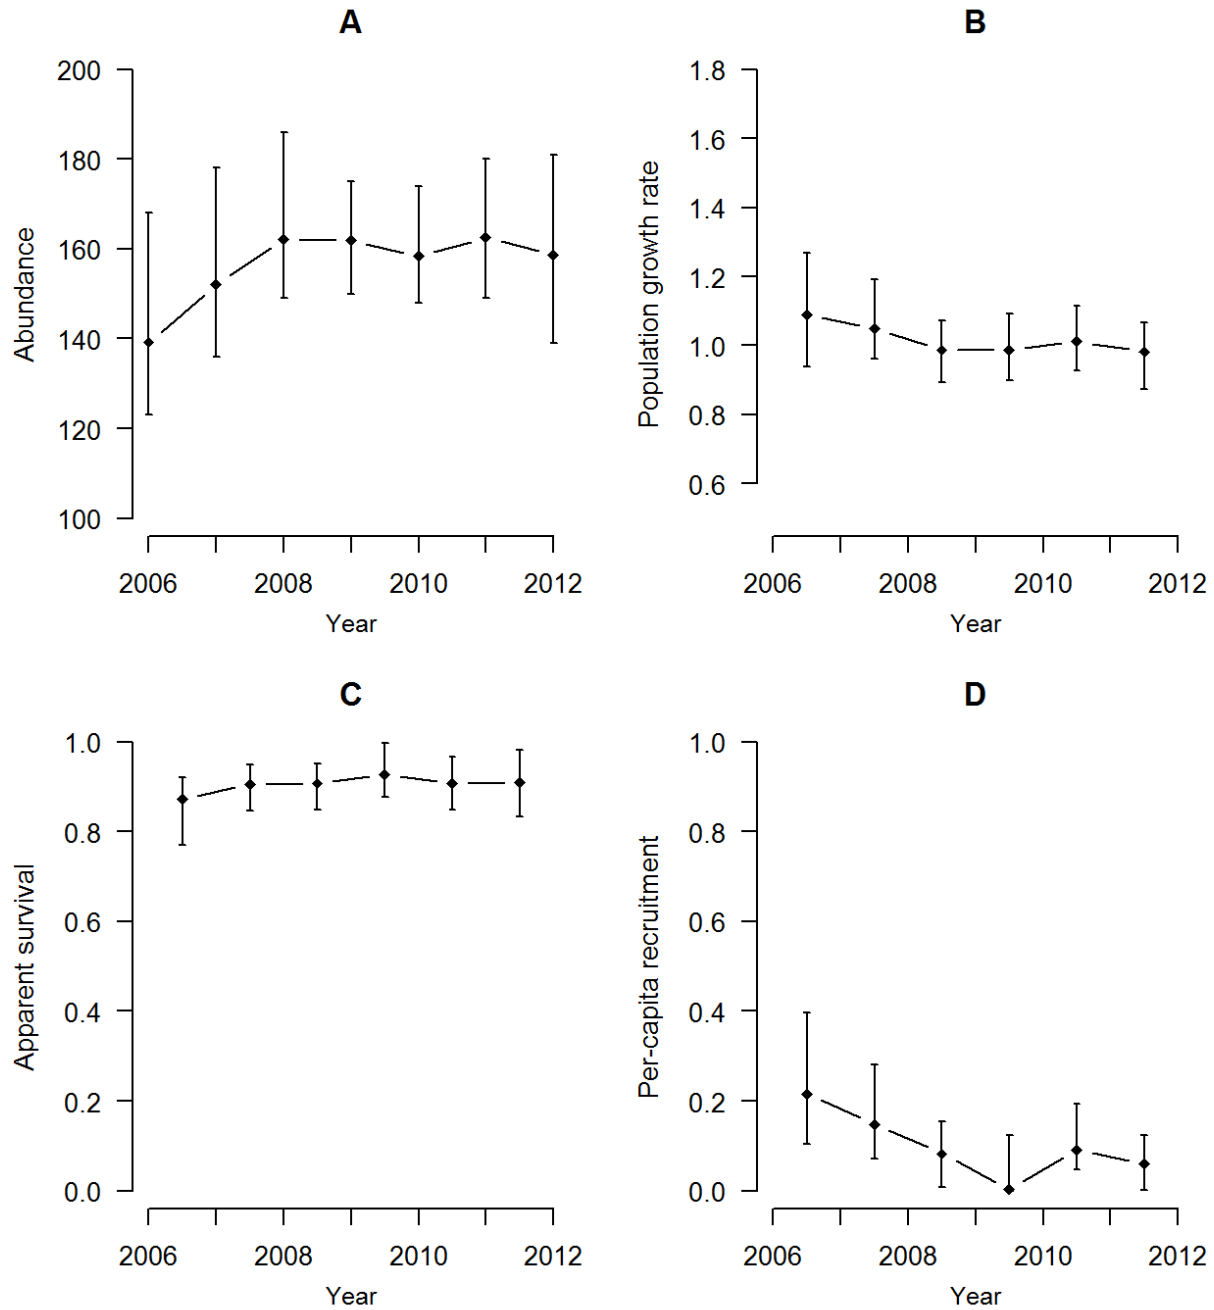 A
Abundance
200
180
160
140
120
100
2006 2008 2010 2012
Year
B
Population growth rate
1.8
1.6
1.4
1.2
1.0
0.8
0.6
2006 2008 2010 2012
Year
C
Apparent survival
1.0
0.8
0.6
0.4
0.2
0.0
2006 2008 2010 2012
Year
D
Per-capita recruitment
1.0
0.8
0.6
0.4
0.2
0.0
2006 2008 2010 2012
Year